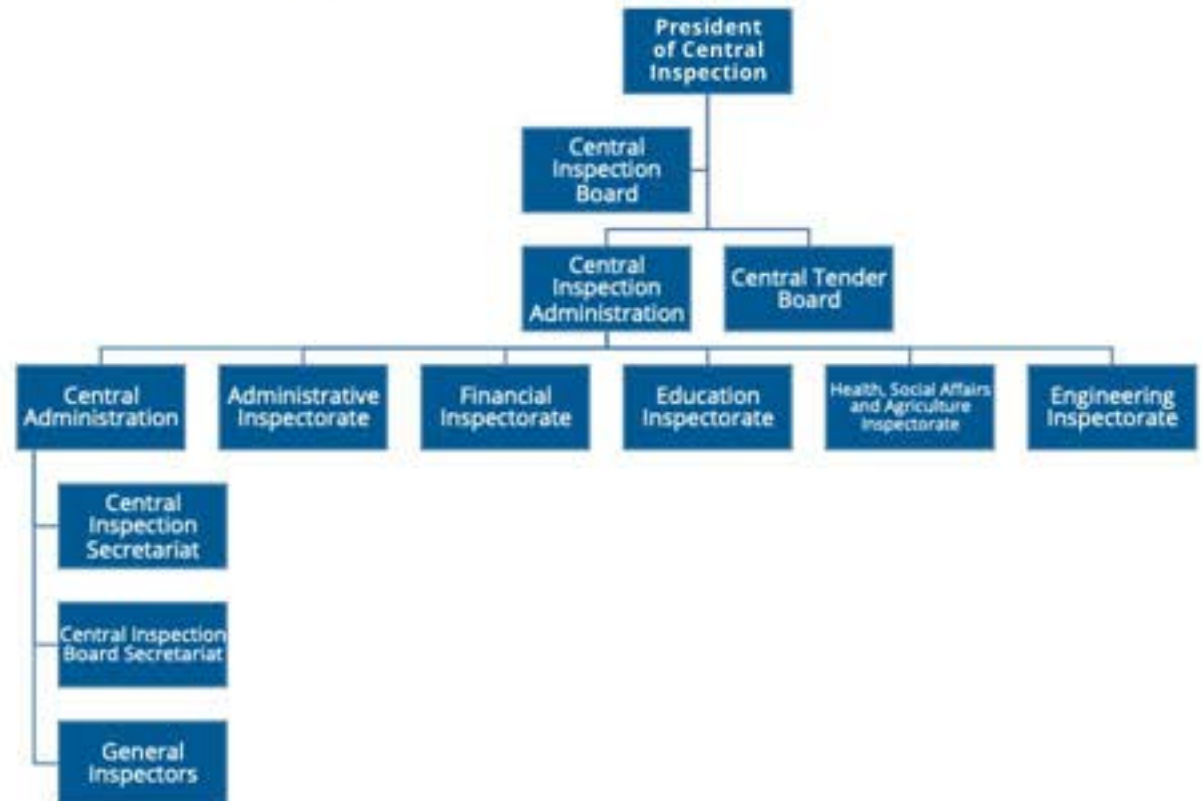 President
of Central
Inspection
Central
Inspection
Board
Central
Inspection
Administration
Central Tender
Board
Central
Administration
Administrative
Inspectorate
Financial
Inspectorate
Education
Inspectorate
Health, Social Affairs
and Agriculture
Inspectorate
Engineering
Inspectorate
Central
Inspection
Secretariat
Central Inspection
Board Secretariat
General
Inspectors